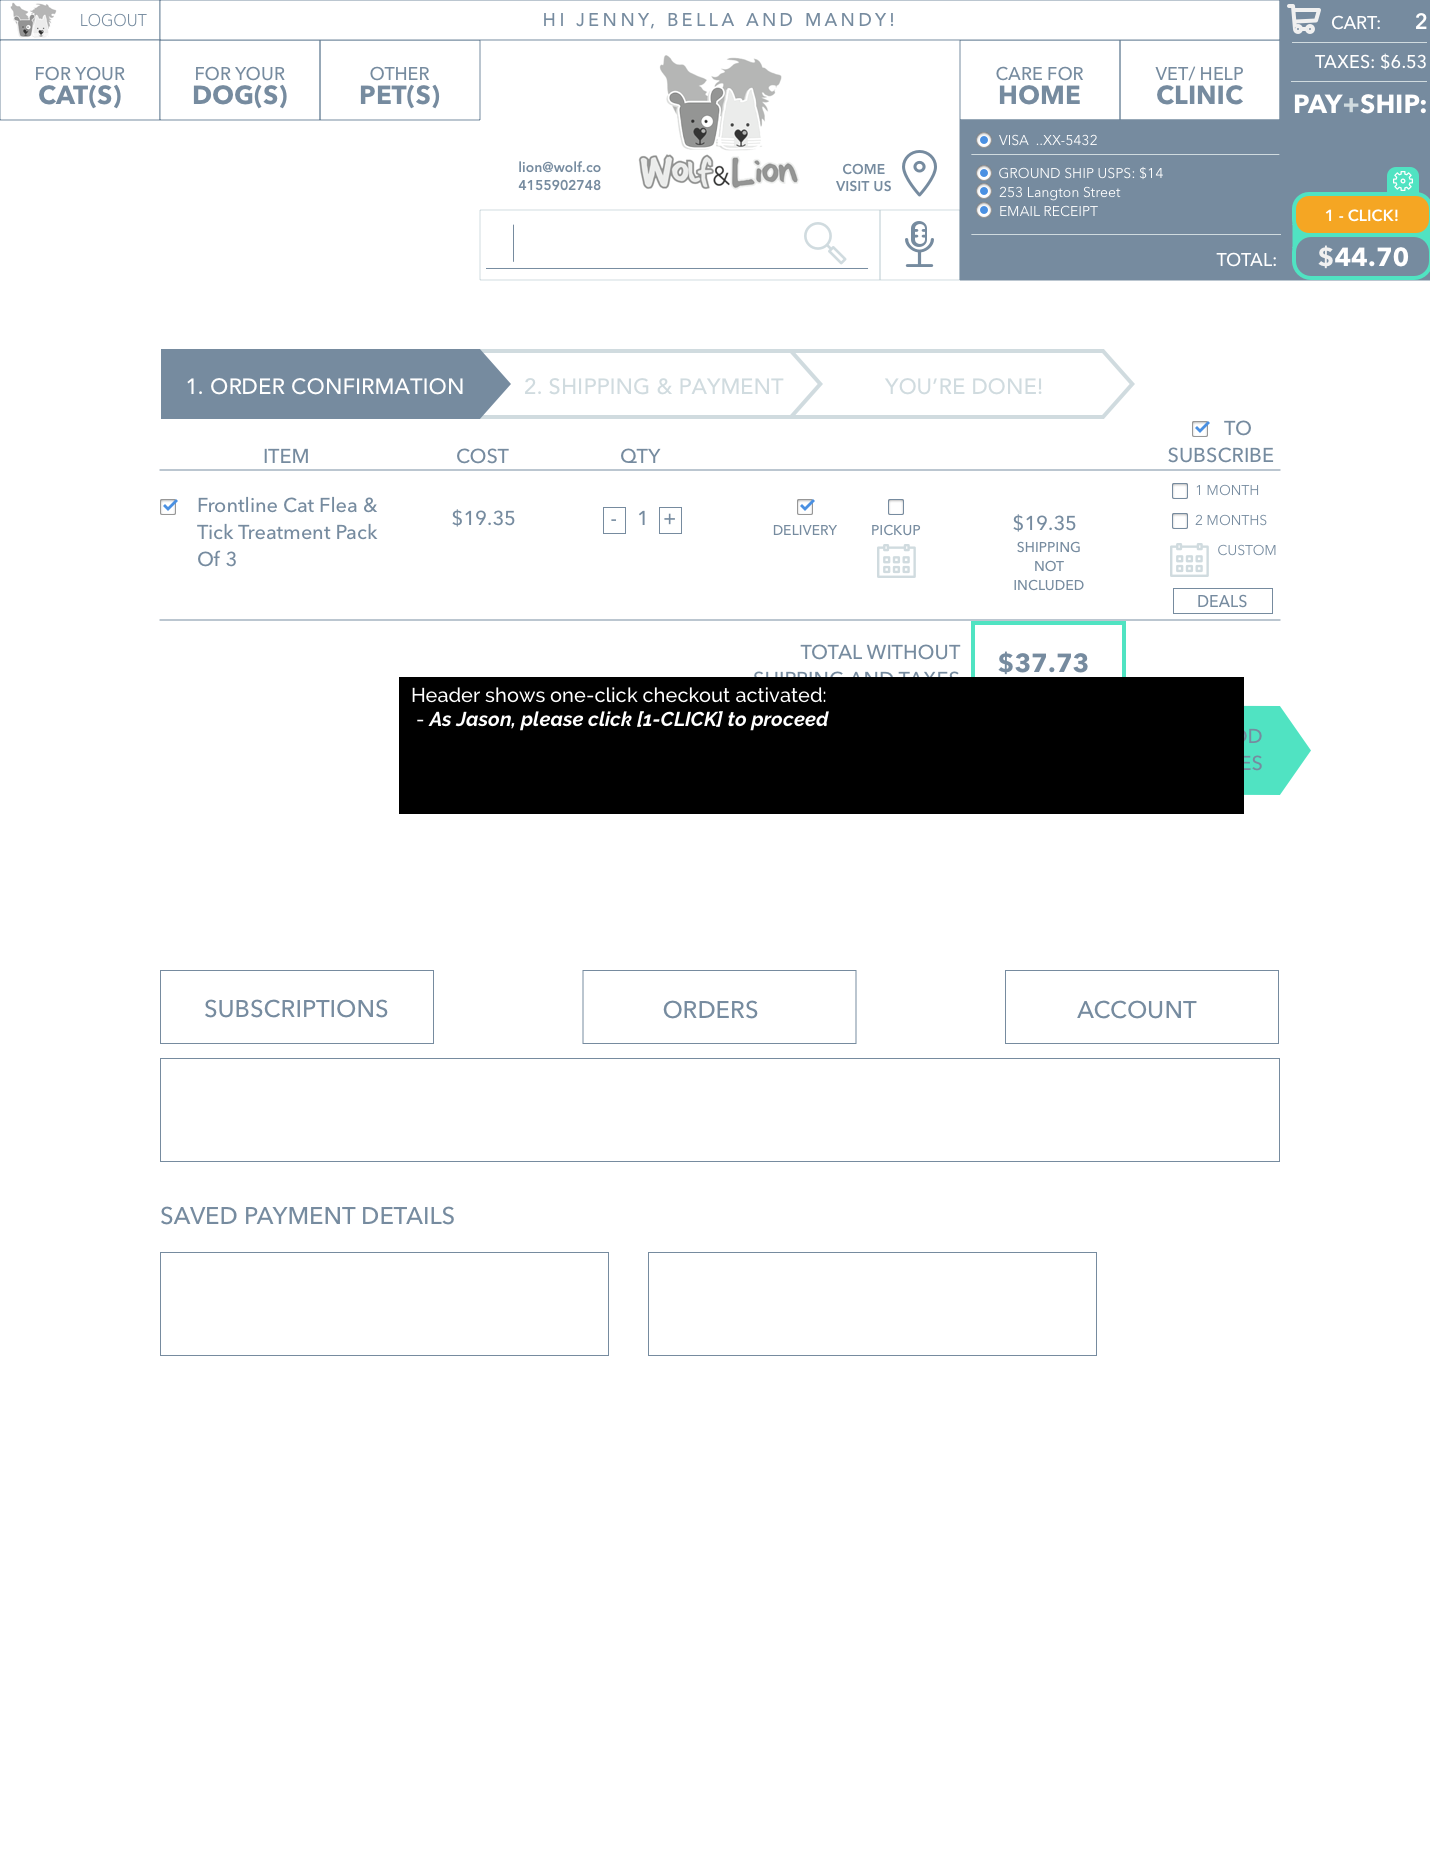 LOGOUT
HI JENNY, BELLA AND MANDY!
CART: 2
TAXES: $6.53
PAY+SHIP:
FOR YOUR
CAT(S)
FOR YOUR
DOG(S)
OTHER
PET(S)
CARE FOR
HOME
VET/ HELP
CLINIC
lion@wolf.co
4155902748
Wolf&Lion
COME
VISIT US
VISA ..XX-5432
GROUND SHIP USPS: $14
253 Langton Street
EMAIL RECEIPT
TOTAL:
1 - CLICK!
$44.70
1. ORDER CONFIRMATION
2. SHIPPING & PAYMENT
YOU’RE DONE!
ITEM
COST
QTY
TO
SUBSCRIBE
Frontline Cat Flea &
Tick Treatment Pack
Of 3
$19.35
- 1 +
DELIVERY
PICKUP
$19.35
SHIPPING
NOT
INCLUDED
1 MONTH
2 MONTHS
CUSTOM
DEALS
TOTAL WITHOUT
SHIPPING AND TAXES
$37.73
Header shows one-click checkout activated:
- As Jason, please click [1-CLICK] to proceed
SUBSCRIPTIONS
ORDERS
ACCOUNT
SAVED PAYMENT DETAILS